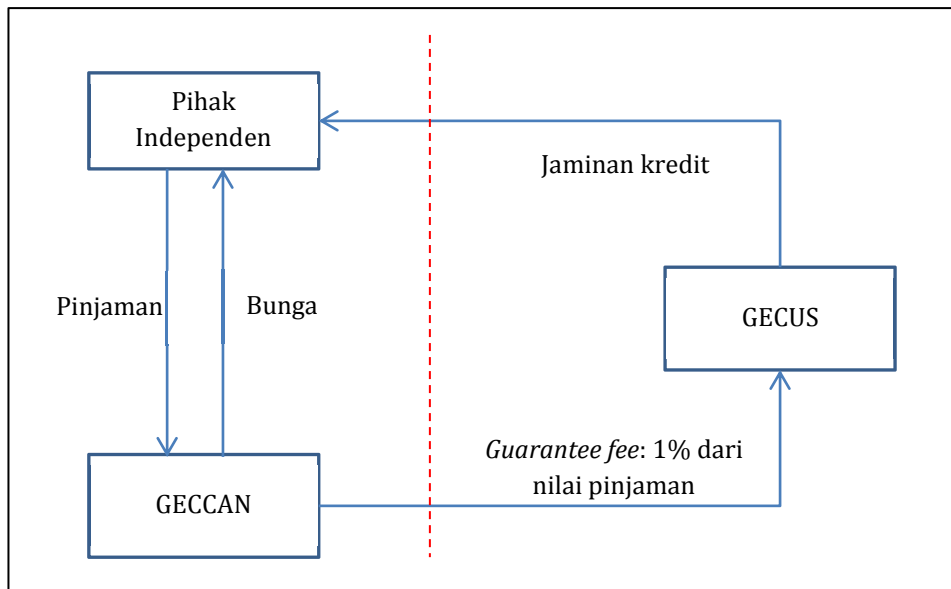 Pihak
Independen
Jaminan kredit
Pinjaman
Bunga
GECUS
Guarantee fee: 1% dari
nilai pinjaman
GECCAN